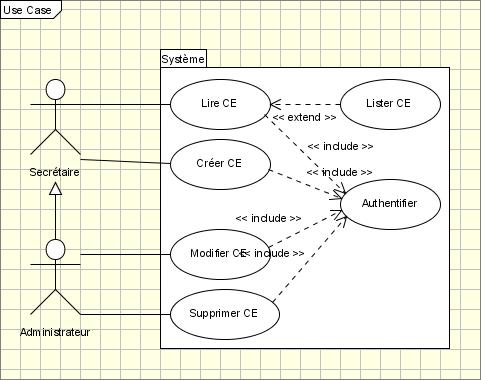 Use Case
Système
Lire CE
Lister CE
<< extend >>
<< include >>
Secrétaire
Créer CE
<< include >>
Authentifier
<< include >>
Modifier CE
<< include >>
Supprimer CE
Administrateur